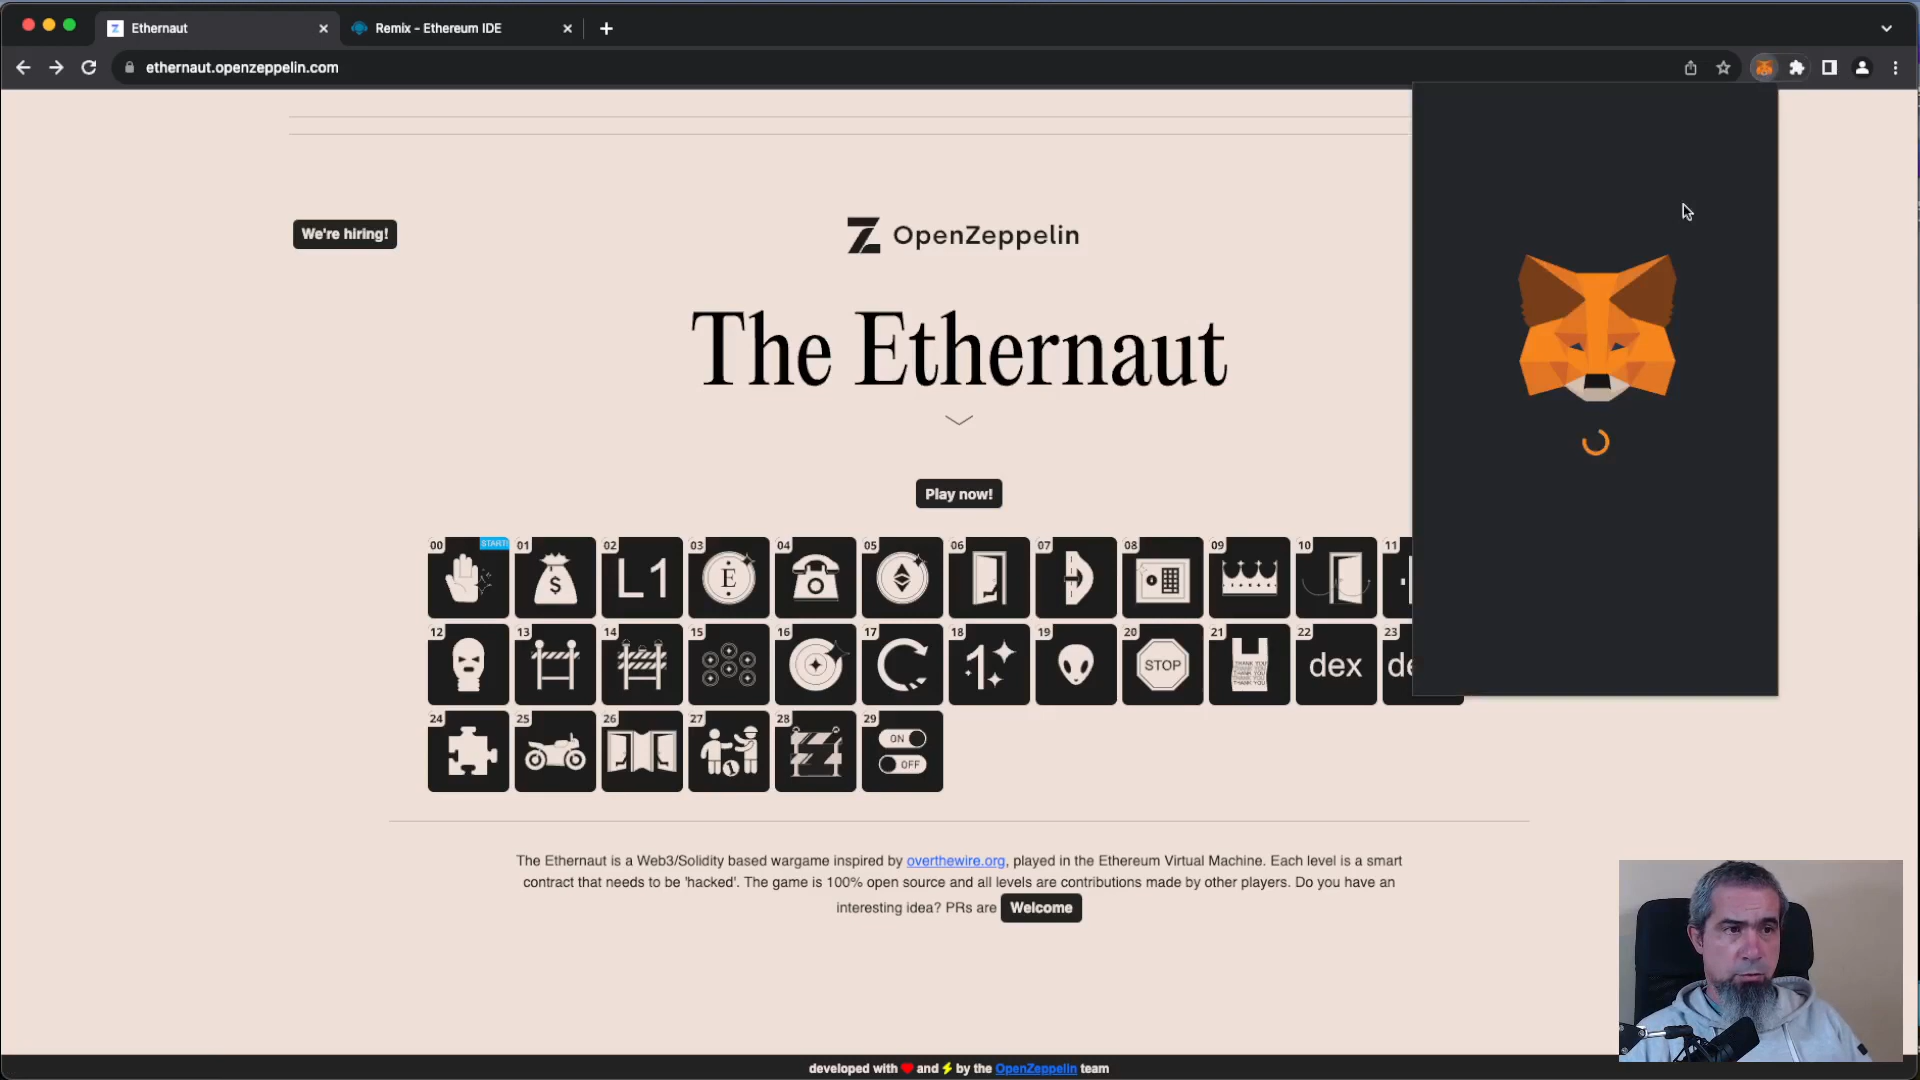 Ethernaut
Remix - Ethereum IDE
ethernaut.openzeppelin.com
We're hiring!
OpenZeppelin
The Ethernaut
Play now!
00 START! 01 02 03 04 05 06 07 08 09 10 11
$ L1 E
12 13 14 15 16 17 18 19 20 21 22 23
1 STOP THANK YOU dex de
24 25 26 27 28 29
ON
OFF
The Ethernaut is a Web3/Solidity based wargame inspired by overthewire.org, played in the Ethereum Virtual Machine. Each level is a smart
contract that needs to be 'hacked'. The game is 100% open source and all levels are contributions made by other players. Do you have an
interesting idea? PRs are Welcome
developed with and by the OpenZeppelin team